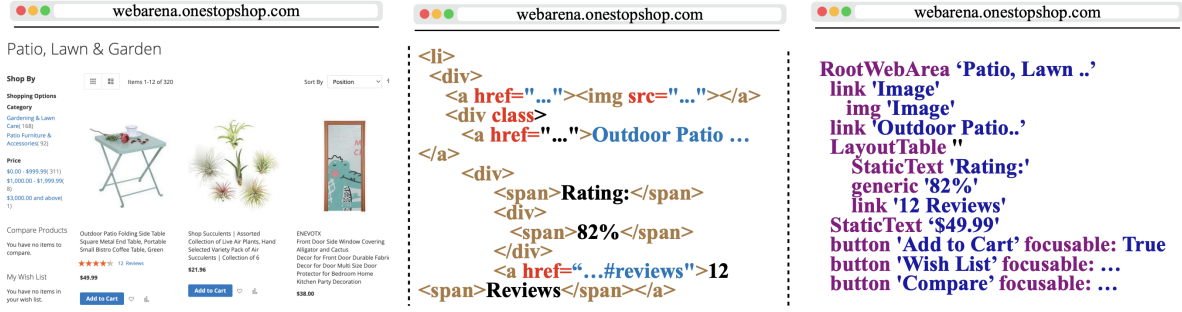 webarena.onestopshop.com
Patio, Lawn & Garden
Shop By
Items 1-12 of 320
Sort By Position
Shopping Options
Category
Gardening & Lawn
Care( 168)
Patio Furniture &
Accessories( 92)
Price
$0.00 - $999.99( 311)
$1,000.00 - $1,999.99(
8)
$3,000.00 and above(
1)
Compare Products
You have no items to
compare.
My Wish List
You have no items in
your wish list.
Outdoor Patio Folding Side Table
Square Metal End Table, Portable
Small Bistro Coffee Table, Green
12 Reviews
$49.99
Add to Cart
Shop Succulents | Assorted
Collection of Live Air Plants, Hand
Selected Variety Pack of Air
Succulents | Collection of 6
$21.96
Add to Cart
ENEVOTX
Front Door Side Window Covering
Alligator and Cactus
Decor for Front Door Durable Fabric
Decor for Door Multi Size Door
Protector for Bedroom Home
Kitchen Party Decoration
$38.00
webarena.onestopshop.com
<li>
<div>
<a href="..."><img src="..."></a>
<div class>
<a href="...">Outdoor Patio ...
</a>
<div>
<span>Rating:</span>
<div>
<span>82%</span>
</div>
<a href=“…#reviews">12
<span>Reviews</span></a>
webarena.onestopshop.com
RootWebArea ‘Patio, Lawn ..’
link 'Image'
img 'Image'
link 'Outdoor Patio..’
LayoutTable ''
StaticText 'Rating:'
generic '82%'
link '12 Reviews'
StaticText ‘$49.99’
button 'Add to Cart’ focusable: True
button 'Wish List’ focusable: …
button 'Compare’ focusable: …